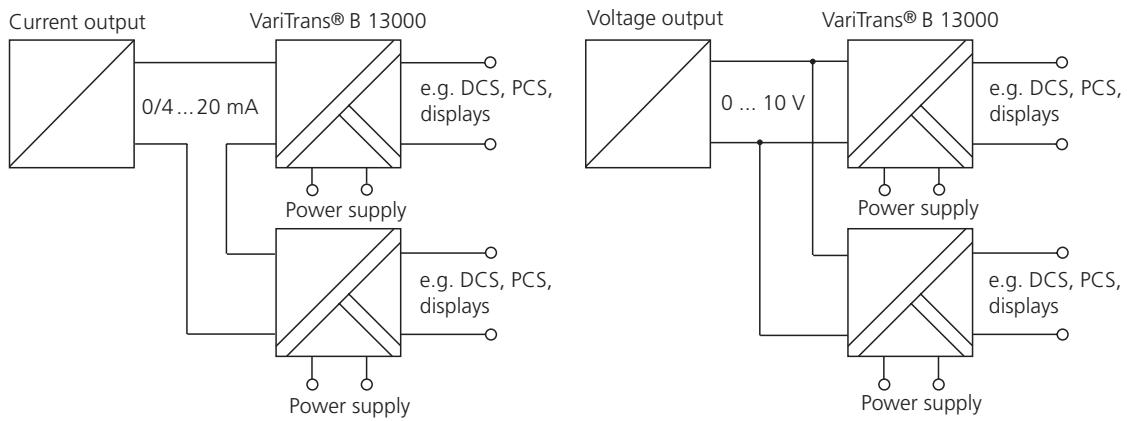 Current output
VariTrans® B 13000
0/4 ... 20 mA
e.g. DCS, PCS,
displays
Power supply
e.g. DCS, PCS,
displays
Power supply
Voltage output
VariTrans® B 13000
0 ... 10 V
e.g. DCS, PCS,
displays
Power supply
e.g. DCS, PCS,
displays
Power supply